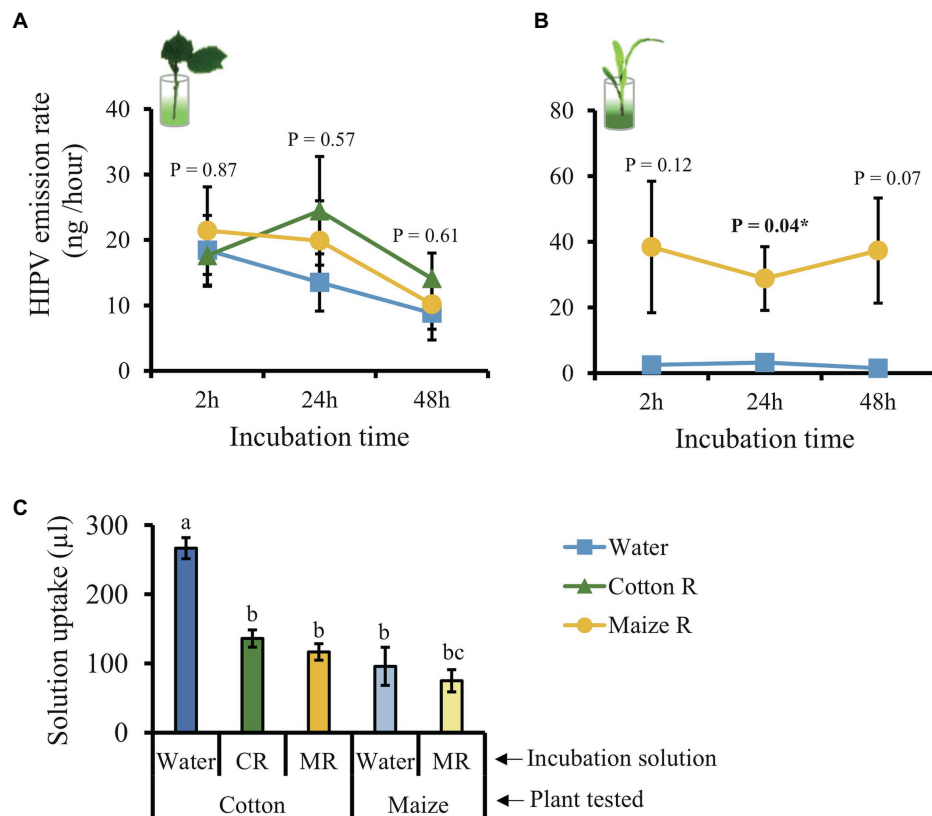 A
B
40
30
20
10
0
HIPV emission rate
(ng /hour)
P = 0.87
P = 0.57
P = 0.61
2h
24h
48h
Incubation time
80
60
40
20
0
P = 0.12
P = 0.04*
P = 0.07
2h
24h
48h
Incubation time
C
Solution uptake (µl)
300
200
100
0
a
b
b
b
bc
Water
Cotton R
Maize R
Water CR MR Water MR ← Incubation solution
Cotton Maize ← Plant tested